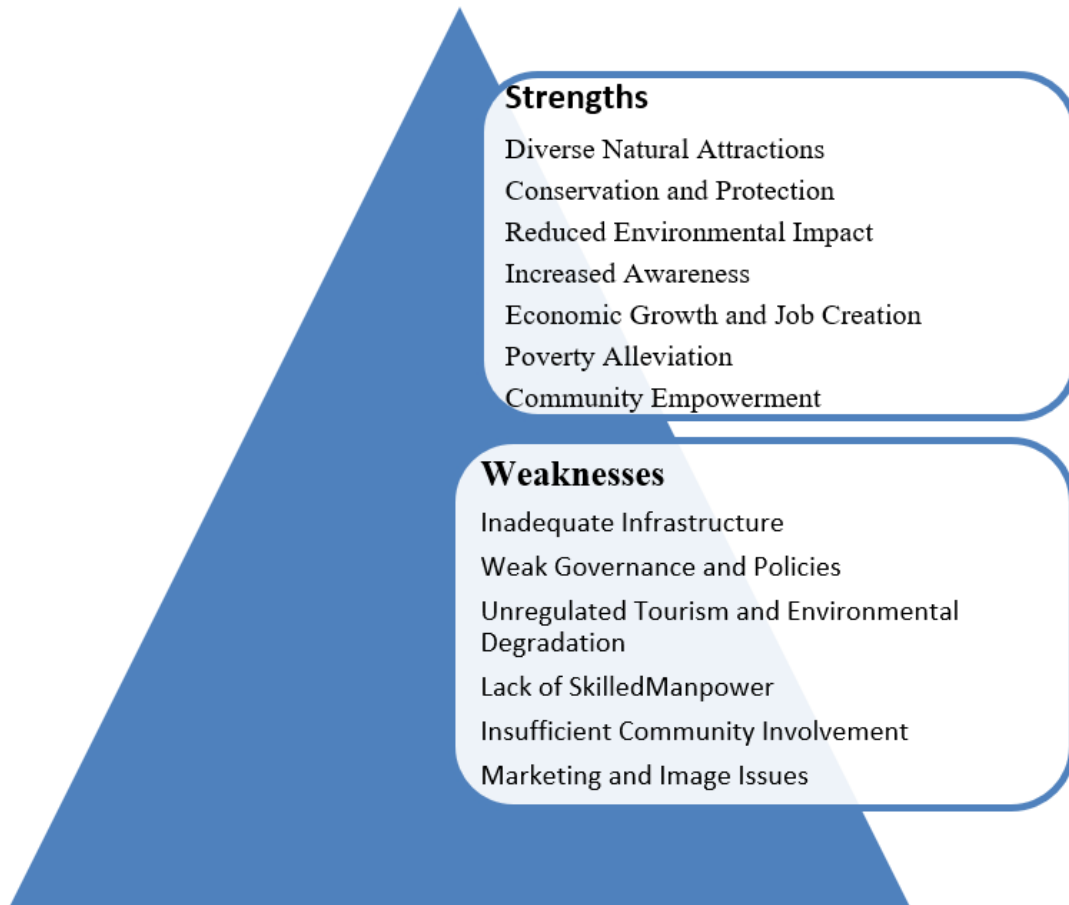 Strengths
Diverse Natural Attractions
Conservation and Protection
Reduced Environmental Impact
Increased Awareness
Economic Growth and Job Creation
Poverty Alleviation
Community Empowerment
Weaknesses
Inadequate Infrastructure
Weak Governance and Policies
Unregulated Tourism and Environmental
Degradation
Lack of SkilledManpower
Insufficient Community Involvement
Marketing and Image Issues